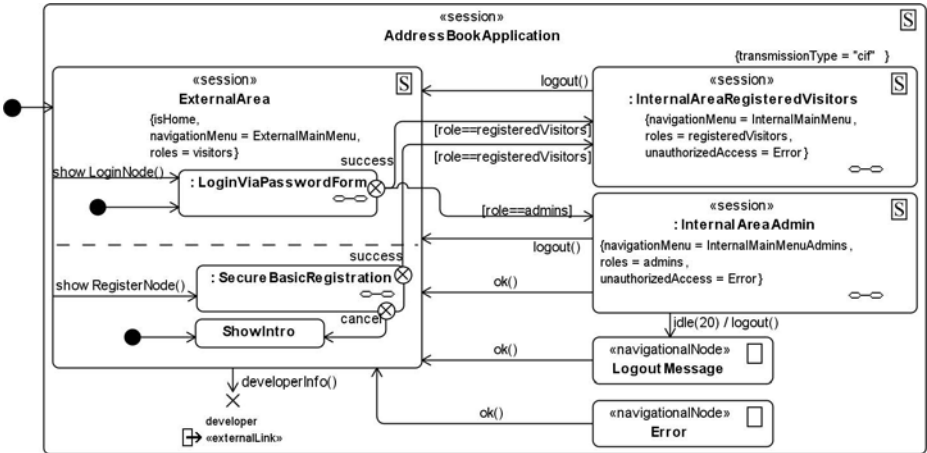 «session»
S
AddressBookApplication
{transmissionType = "cif" }
«session»
S
ExternalArea
{isHome,
navigationMenu = ExternalMainMenu,
roles = visitors}
logout()
«session»
S
: InternalAreaRegisteredVisitors
{navigationMenu = InternalMainMenu,
roles = registeredVisitors,
unauthorizedAccess = Error}
[role==registeredVisitors]
[role==registeredVisitors]
success
show LoginNode()
: LoginViaPasswordForm
[role==admins]
«session»
S
: InternalAreaAdmin
{navigationMenu = InternalMainMenuAdmins,
roles = admins,
unauthorizedAccess = Error}
logout()
success
show RegisterNode()
: SecureBasicRegistration
ok()
cancel
ShowIntro
idle(20) / logout()
ok()
«navigationalNode»
LogoutMessage
developerInfo()
developer
«externalLink»
ok()
«navigationalNode»
Error